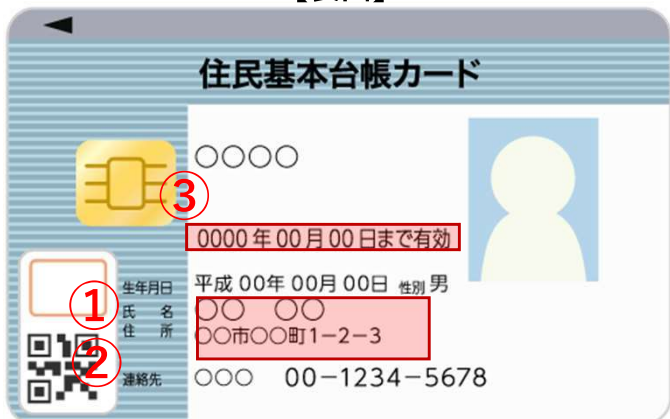 住民基本台帳カード
○○○○
③
0000年00月00日まで有効
生年月日 平成00年00月00日 性別 男
① 氏 名 ○○ ○○
住 所 ○○市○○町1−2−3
②
連絡先 ○○○ 00−1234−5678